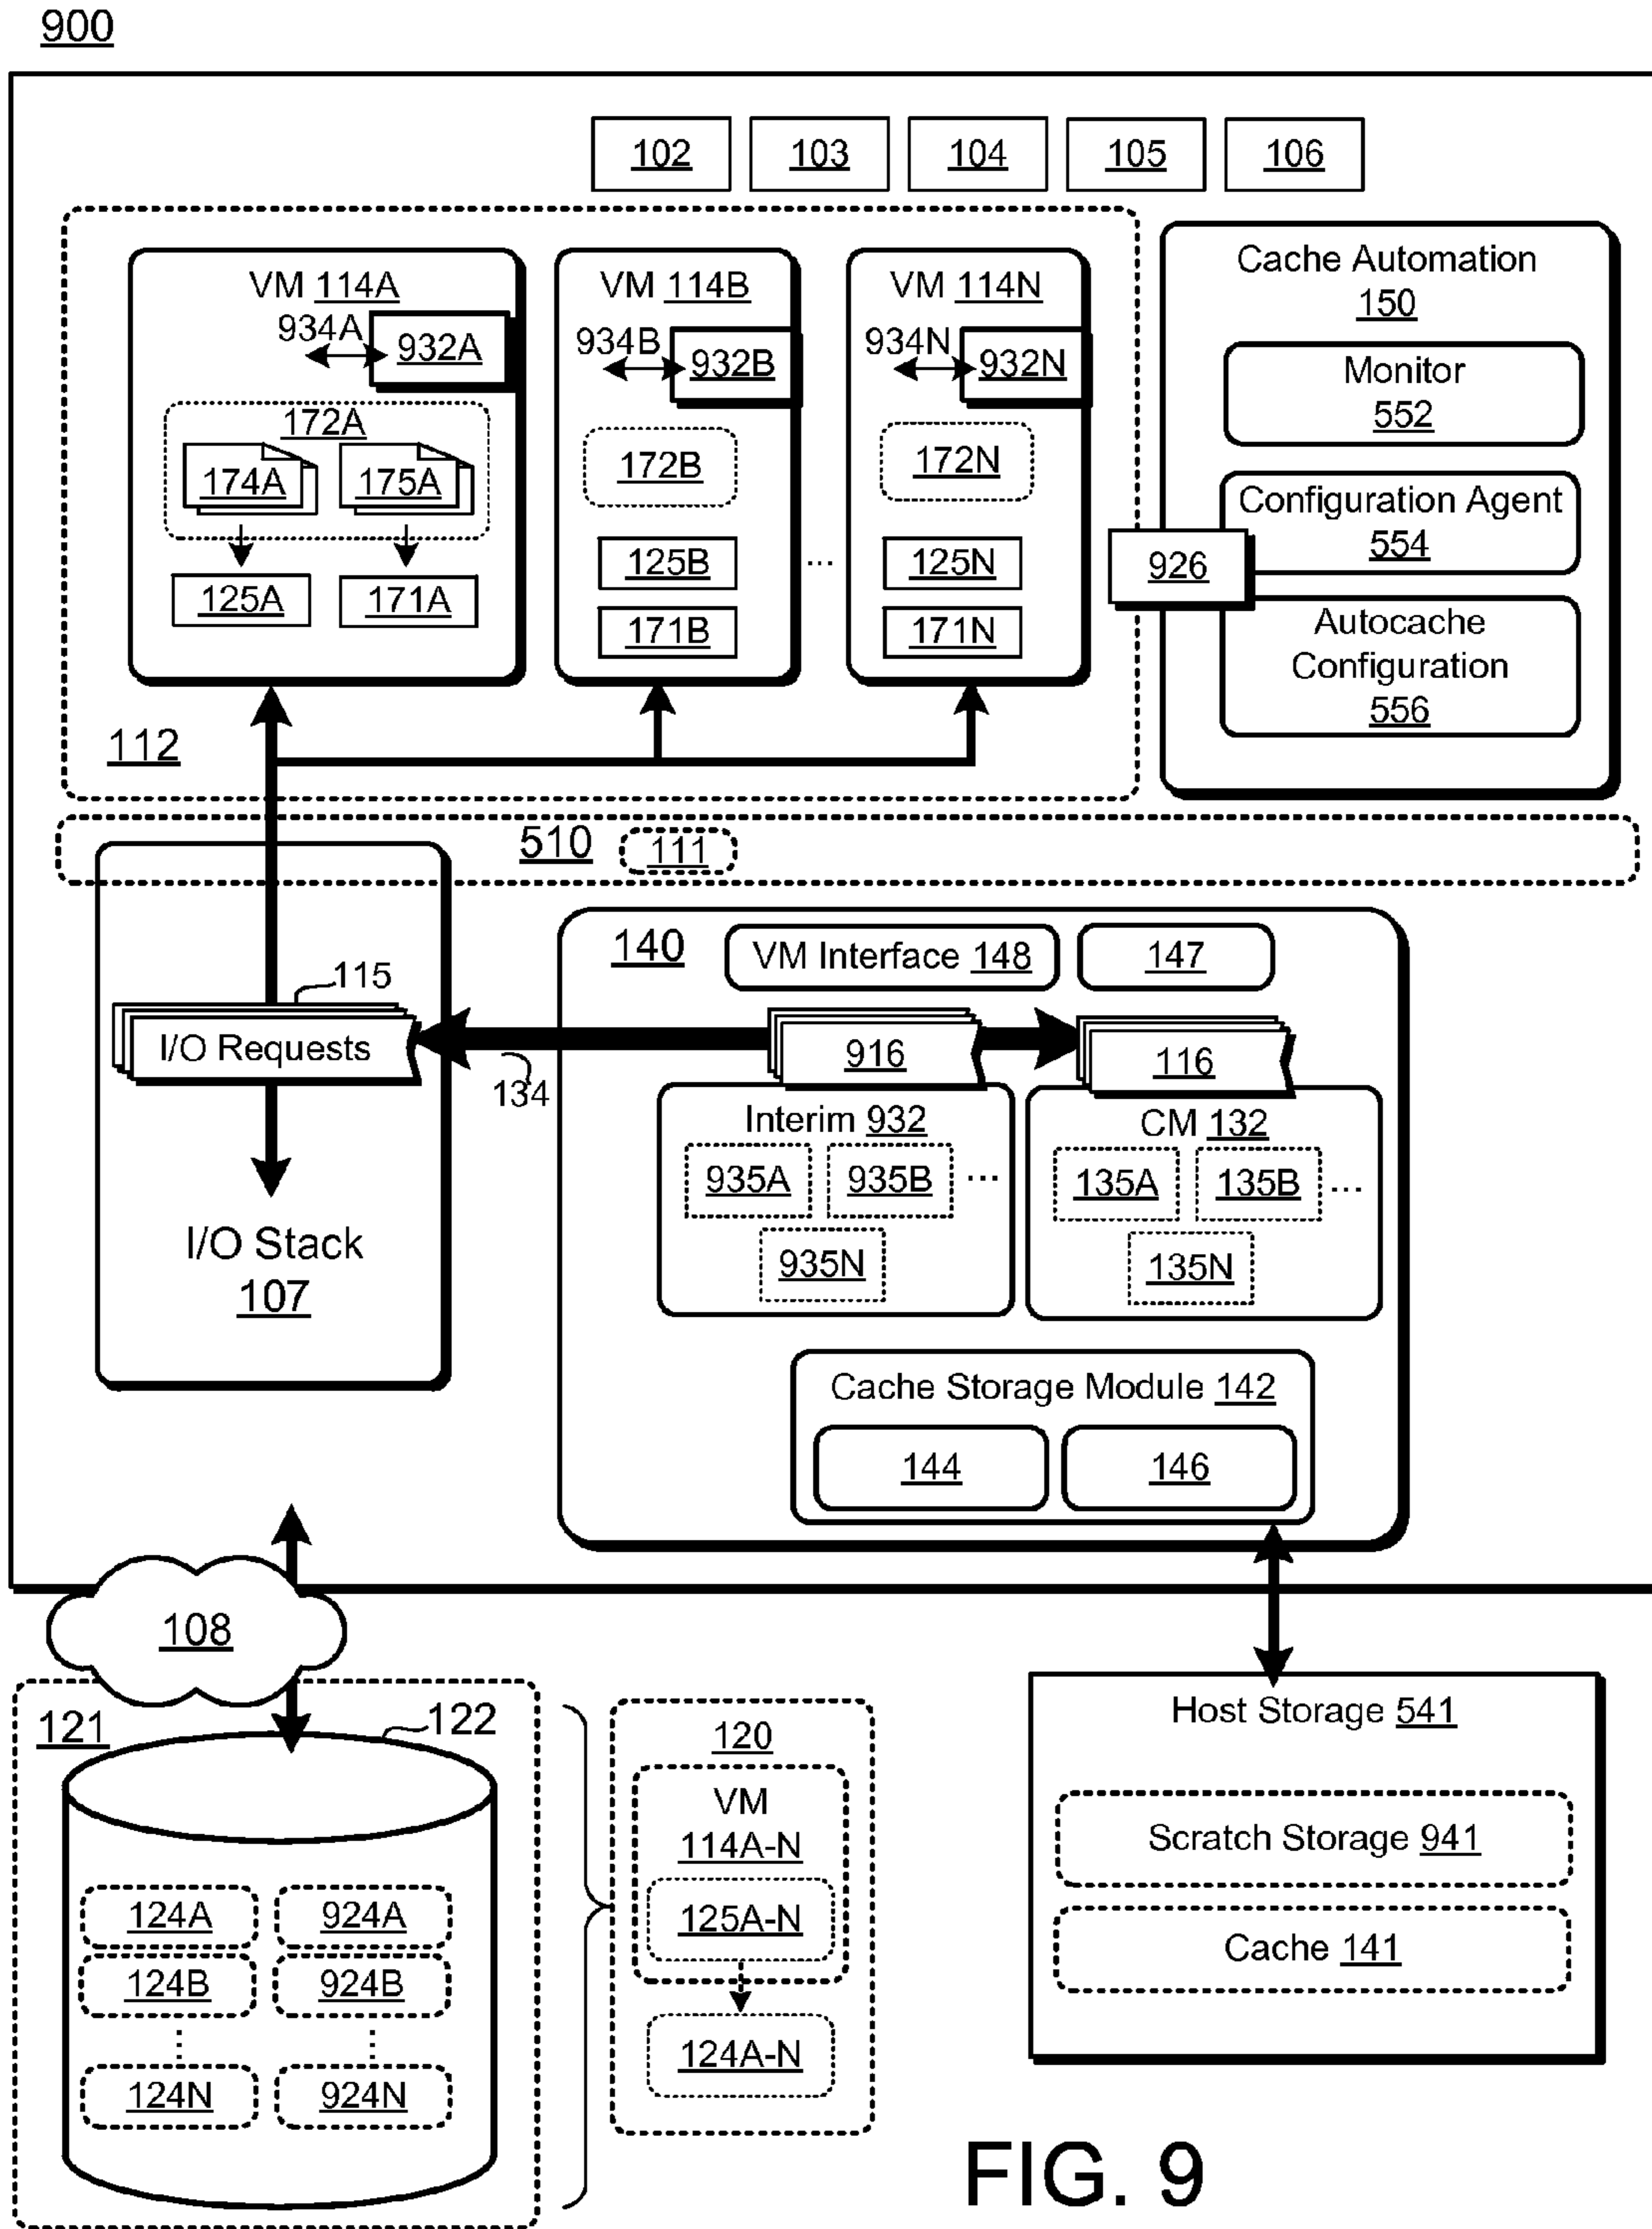 900
102 103 104 105 106
VM 114A
934A
932A
172A
174A 175A
125A 171A
VM 114B
934B
932B
172B
125B
171B
...
VM 114N
934N
932N
172N
125N
171N
112
Cache Automation
150
Monitor
552
Configuration Agent
554
926
Autocache
Configuration
556
510 111
115
I/O Requests
134
I/O Stack
107
140
VM Interface 148
147
916
116
Interim 932
935A 935B ...
935N
CM 132
135A 135B ...
135N
Cache Storage Module 142
144 146
108
121
122
124A 924A
124B 924B
124N 924N
120
VM
114A-N
125A-N
124A-N
Host Storage 541
Scratch Storage 941
Cache 141
FIG. 9